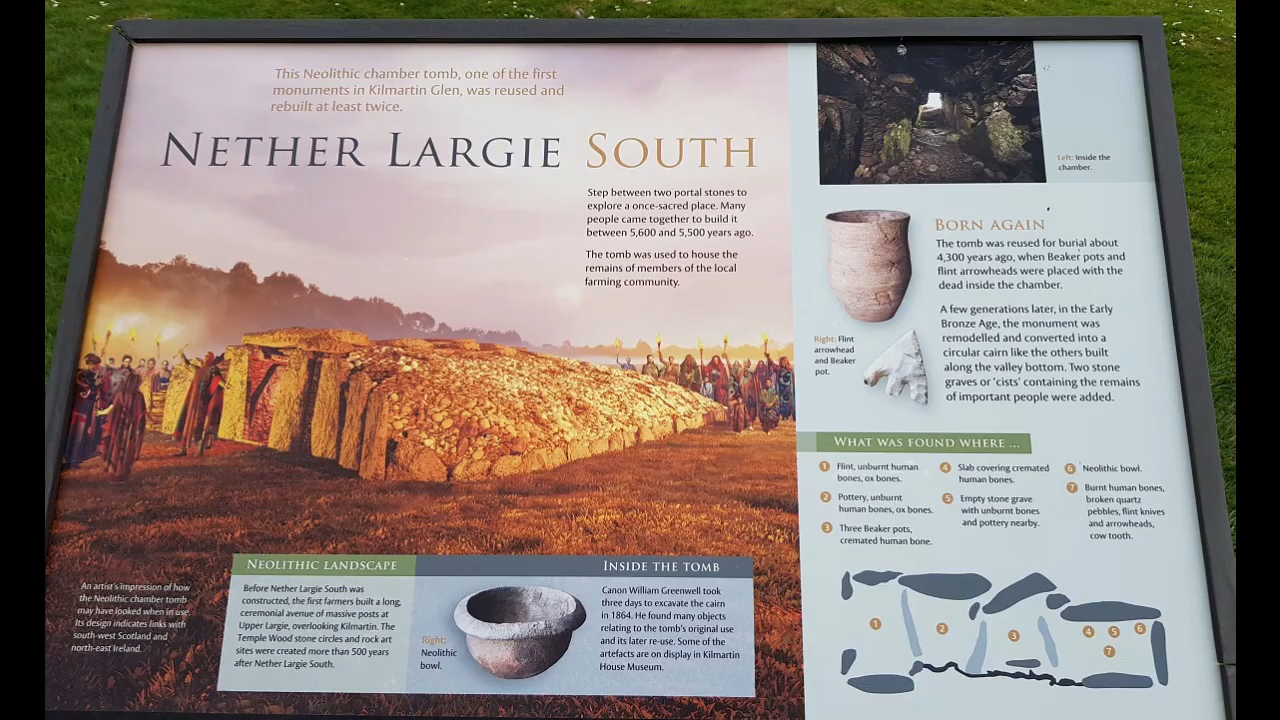 This Neolithic chamber tomb, one of the first
monuments in Kilmartin Glen, was reused and
rebuilt at least twice.
NETHER LARGIE SOUTH
Step between two portal stones to
explore a once-sacred place. Many
people came together to build it
between 5,600 and 5,500 years ago.
The tomb was used to house the
remains of members of the local
farming community.
An artist's impression of how
the Neolithic chamber tomb
may have looked when in use.
Its design indicates links with
south-west Scotland and
north-east Ireland.
NEOLITHIC LANDSCAPE
Before Nether Largie South was
constructed, the first farmers built a long,
ceremonial avenue of massive posts at
Upper Largie, overlooking Kilmartin. The
Temple Wood stone circles and rock art
sites were created more than 500 years
after Nether Largie South.
Right:
Neolithic
bowl.
INSIDE THE TOMB
Canon William Greenwell took
three days to excavate the cairn
in 1864. He found many objects
relating to the tomb's original use
and its later re-use. Some of the
artefacts are on display in Kilmartin
House Museum.
Left: Inside the
chamber.
BORN AGAIN
The tomb was reused for burial about
4,300 years ago, when Beaker pots and
flint arrowheads were placed with the
dead inside the chamber.
A few generations later, in the Early
Bronze Age, the monument was
remodelled and converted into a
circular cairn like the others built
along the valley bottom. Two stone
graves or 'cists' containing the remains
of important people were added.
Right: Flint
arrowhead
and Beaker
pot.
WHAT WAS FOUND WHERE ...
1 Flint, unburnt human
bones, ox bones.
2 Pottery, unburnt
human bones, ox bones.
3 Three Beaker pots,
cremated human bone.
4 Slab covering cremated
human bones.
5 Empty stone grave
with unburnt bones
and pottery nearby.
6 Neolithic bowl.
7 Burnt human bones,
broken quartz
pebbles, flint knives
and arrowheads,
cow tooth.
1 2 3 4 5 6
7